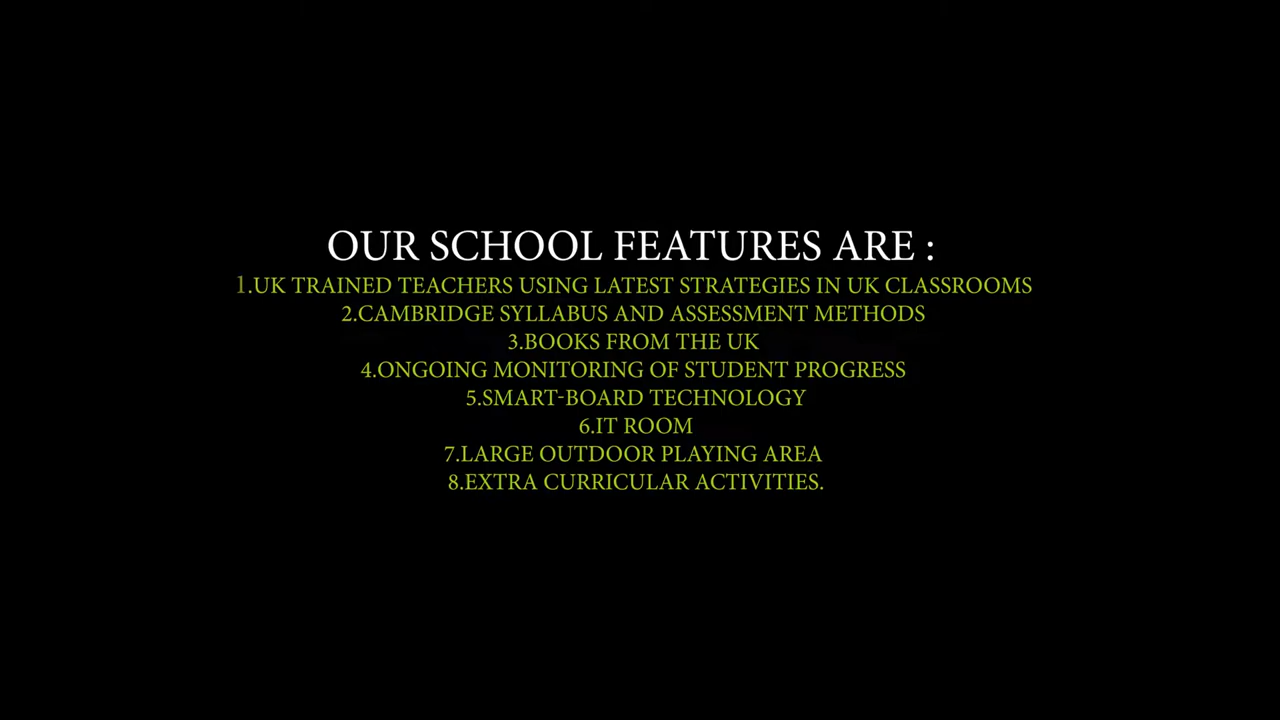 OUR SCHOOL FEATURES ARE :
1.UK TRAINED TEACHERS USING LATEST STRATEGIES IN UK CLASSROOMS
2.CAMBRIDGE SYLLABUS AND ASSESSMENT METHODS
3.BOOKS FROM THE UK
4.ONGOING MONITORING OF STUDENT PROGRESS
5.SMART-BOARD TECHNOLOGY
6.IT ROOM
7.LARGE OUTDOOR PLAYING AREA
8.EXTRA CURRICULAR ACTIVITIES.